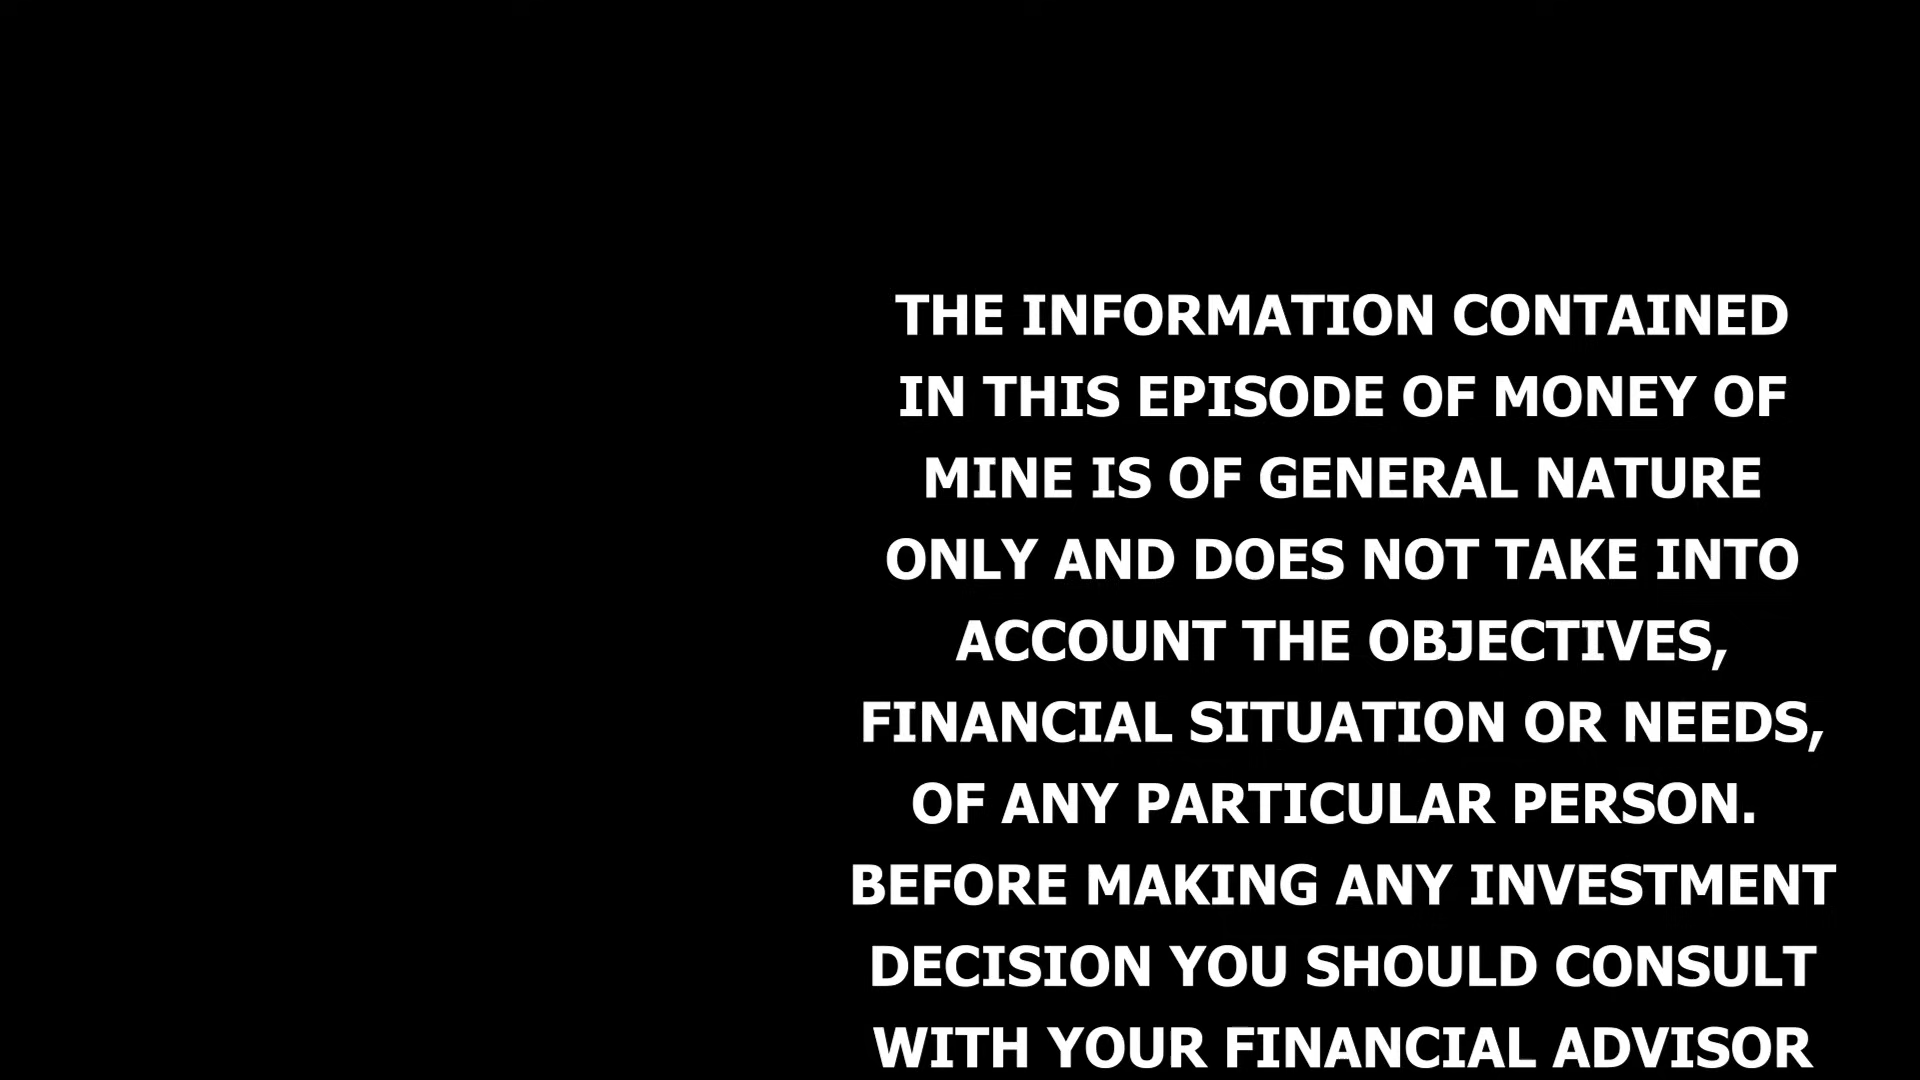 THE INFORMATION CONTAINED
IN THIS EPISODE OF MONEY OF
MINE IS OF GENERAL NATURE
ONLY AND DOES NOT TAKE INTO
ACCOUNT THE OBJECTIVES,
FINANCIAL SITUATION OR NEEDS,
OF ANY PARTICULAR PERSON.
BEFORE MAKING ANY INVESTMENT
DECISION YOU SHOULD CONSULT
WITH YOUR FINANCIAL ADVISOR